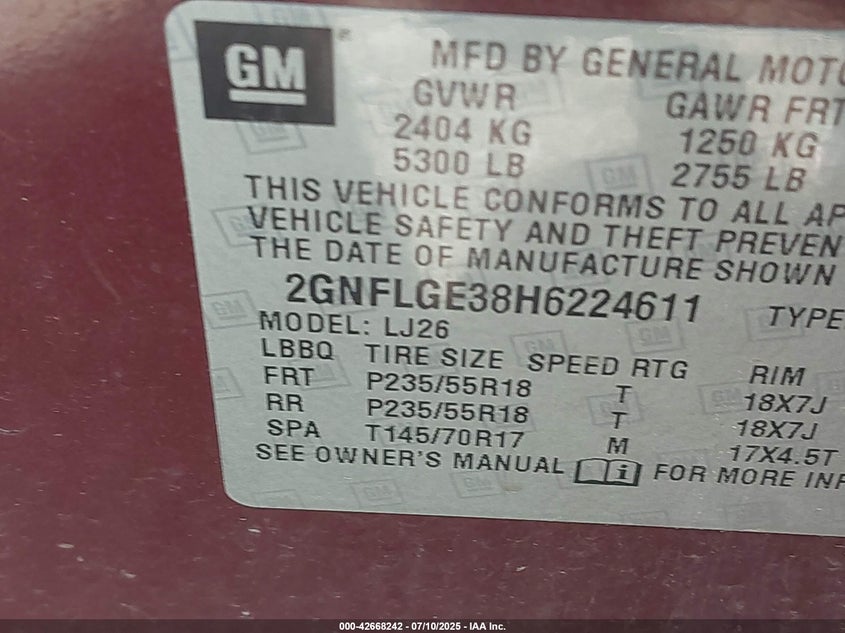 GM
MFD BY GENERAL MOTO
GVWR GAWR FRT
2404 KG 1250 KG
5300 LB 2755 LB
THIS VEHICLE CONFORMS TO ALL AP
VEHICLE SAFETY AND THEFT PREVEN
THE DATE OF MANUFACTURE SHOWN
2GNFLGE38H6224611 TYPE
MODEL: LJ26
LBBQ TIRE SIZE SPEED RTG RIM
FRT P235/55R18 T 18X7J
RR P235/55R18 T 18X7J
SPA T145/70R17 M 17X4.5T
SEE OWNER'S MANUAL FOR MORE INF
000-42668242 - 07/10/2025 - IAA Inc.